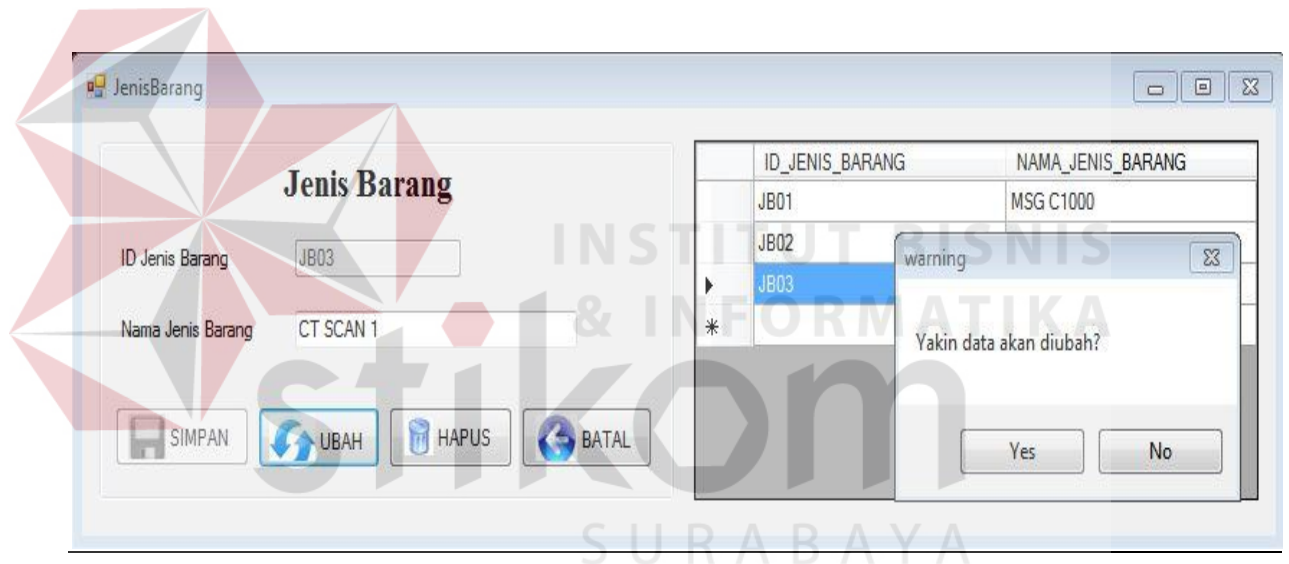 JenisBarang
Jenis Barang
ID Jenis Barang JB03
Nama Jenis Barang CT SCAN 1
SIMPAN UBAH HAPUS BATAL
ID_JENIS_BARANG NAMA_JENIS_BARANG
JB01 MSG C1000
JB02
JB03
warning
Yakin data akan diubah?
Yes No
INSTITUT BISNIS
& INFORMATIKA
stikom
SURABAYA